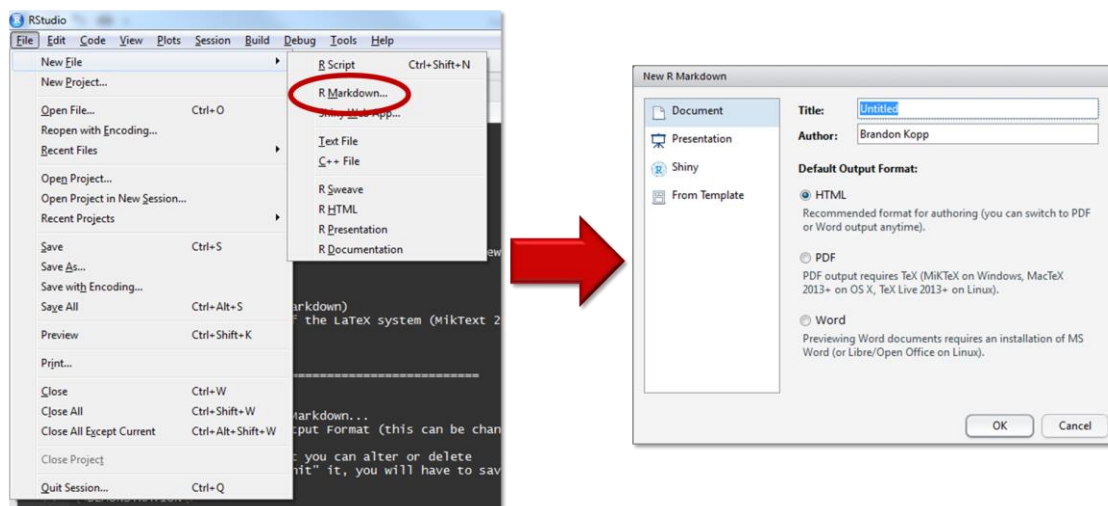 RStudio
File Edit Code View Plots Session Build Debug Tools Help
New File
New Project...
Open File... Ctrl+O
Reopen with Encoding...
Recent Files
Open Project...
Open Project in New Session...
Recent Projects
Save Ctrl+S
Save As...
Save with Encoding...
Save All Ctrl+Alt+S
Preview Ctrl+Shift+K
Print...
Close Ctrl+W
Close All Ctrl+Shift+W
Close All Except Current Ctrl+Alt+Shift+W
Close Project
Quit Session... Ctrl+Q
R Script Ctrl+Shift+N
R Markdown...
Shiny Web App...
Text File
C++ File
R Sweave
R HTML
R Presentation
R Documentation
ew
arkdown)
f the LaTeX system (MikText 2
===========================
Markdown...
tput Format (this can be chan
t you can alter or delete
nit" it, you will have to sav
New R Markdown
Document
Presentation
Shiny
From Template
Title: Untitled
Author: Brandon Kopp
Default Output Format:
HTML
Recommended format for authoring (you can switch to PDF
or Word output anytime).
PDF
PDF output requires TeX (MiKTeX on Windows, MacTeX
2013+ on OS X, TeX Live 2013+ on Linux).
Word
Previewing Word documents requires an installation of MS
Word (or Libre/Open Office on Linux).
OK Cancel